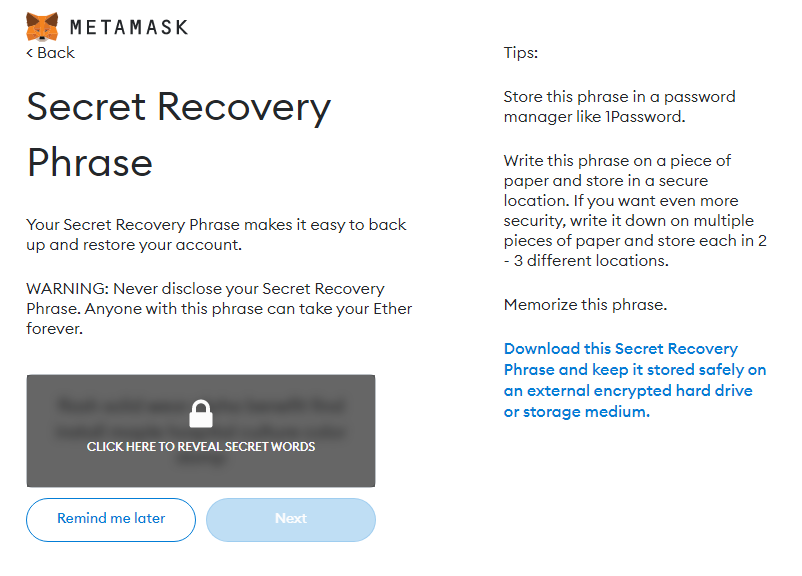 METAMASK
< Back
Secret Recovery
Phrase
Your Secret Recovery Phrase makes it easy to back
up and restore your account.
WARNING: Never disclose your Secret Recovery
Phrase. Anyone with this phrase can take your Ether
forever.
CLICK HERE TO REVEAL SECRET WORDS
Remind me later
Next
Tips:
Store this phrase in a password
manager like 1Password.
Write this phrase on a piece of
paper and store in a secure
location. If you want even more
security, write it down on multiple
pieces of paper and store each in 2
- 3 different locations.
Memorize this phrase.
Download this Secret Recovery
Phrase and keep it stored safely on
an external encrypted hard drive
or storage medium.